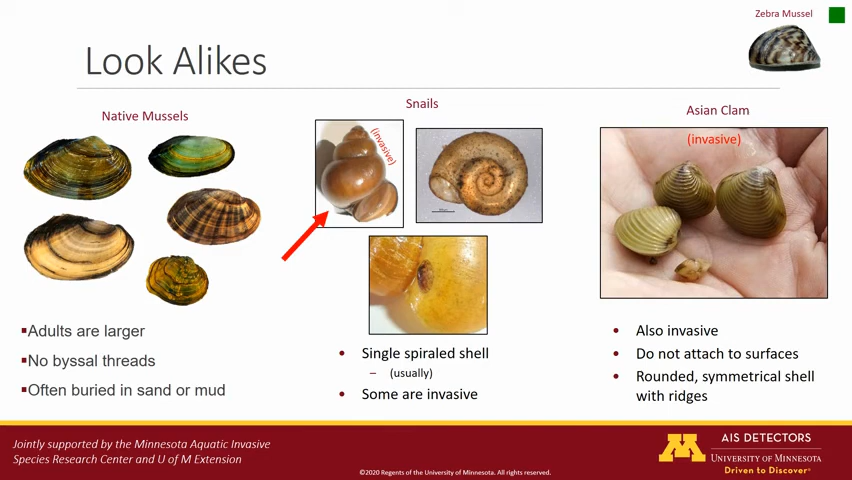 Zebra Mussel
Look Alikes
Native Mussels
▪Adults are larger
▪No byssal threads
▪Often buried in sand or mud
Snails
(invasive)
• Single spiraled shell
– (usually)
• Some are invasive
Asian Clam
(invasive)
• Also invasive
• Do not attach to surfaces
• Rounded, symmetrical shell
with ridges
Jointly supported by the Minnesota Aquatic Invasive
Species Research Center and U of M Extension
©2020 Regents of the University of Minnesota. All rights reserved.
M
AIS DETECTORS
UNIVERSITY OF MINNESOTA
Driven to Discover®